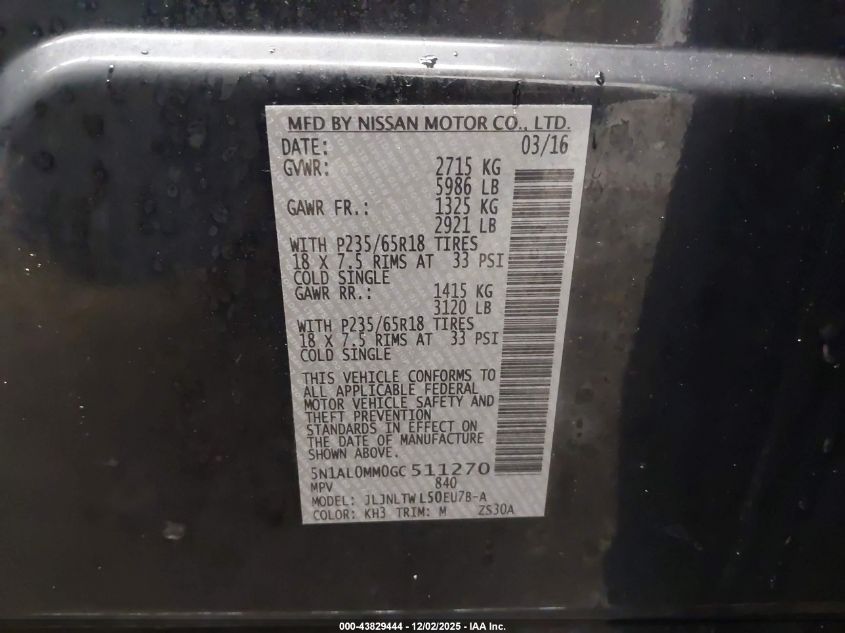 MFD BY NISSAN MOTOR CO., LTD.
DATE: 03/16
GVWR: 2715 KG
5986 LB
GAWR FR.: 1325 KG
2921 LB
WITH P235/65R18 TIRES
18 X 7.5 RIMS AT 33 PSI
COLD SINGLE
GAWR RR.: 1415 KG
3120 LB
WITH P235/65R18 TIRES
18 X 7.5 RIMS AT 33 PSI
COLD SINGLE
THIS VEHICLE CONFORMS TO
ALL APPLICABLE FEDERAL
MOTOR VEHICLE SAFETY AND
THEFT PREVENTION
STANDARDS IN EFFECT ON
THE DATE OF MANUFACTURE
SHOWN ABOVE.
5N1AL0MM0GC 511270
MPV 840
MODEL: JLJNLTW L50EU7B-A
COLOR: KH3 TRIM: M ZS30A
000-43829444 - 12/02/2025 - IAA Inc.